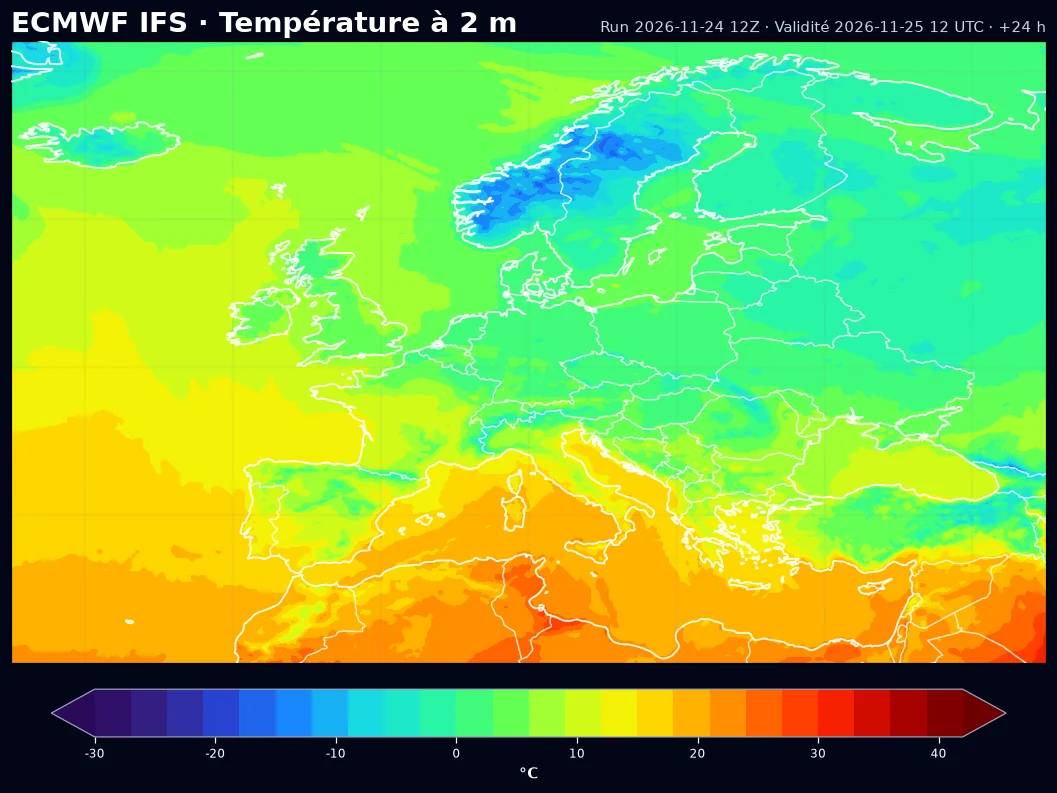 ECMWF IFS · Température à 2 m
Run 2026-11-24 12Z · Validité 2026-11-25 12 UTC · +24 h
-30 -20 -10 0 10 20 30 40
°C